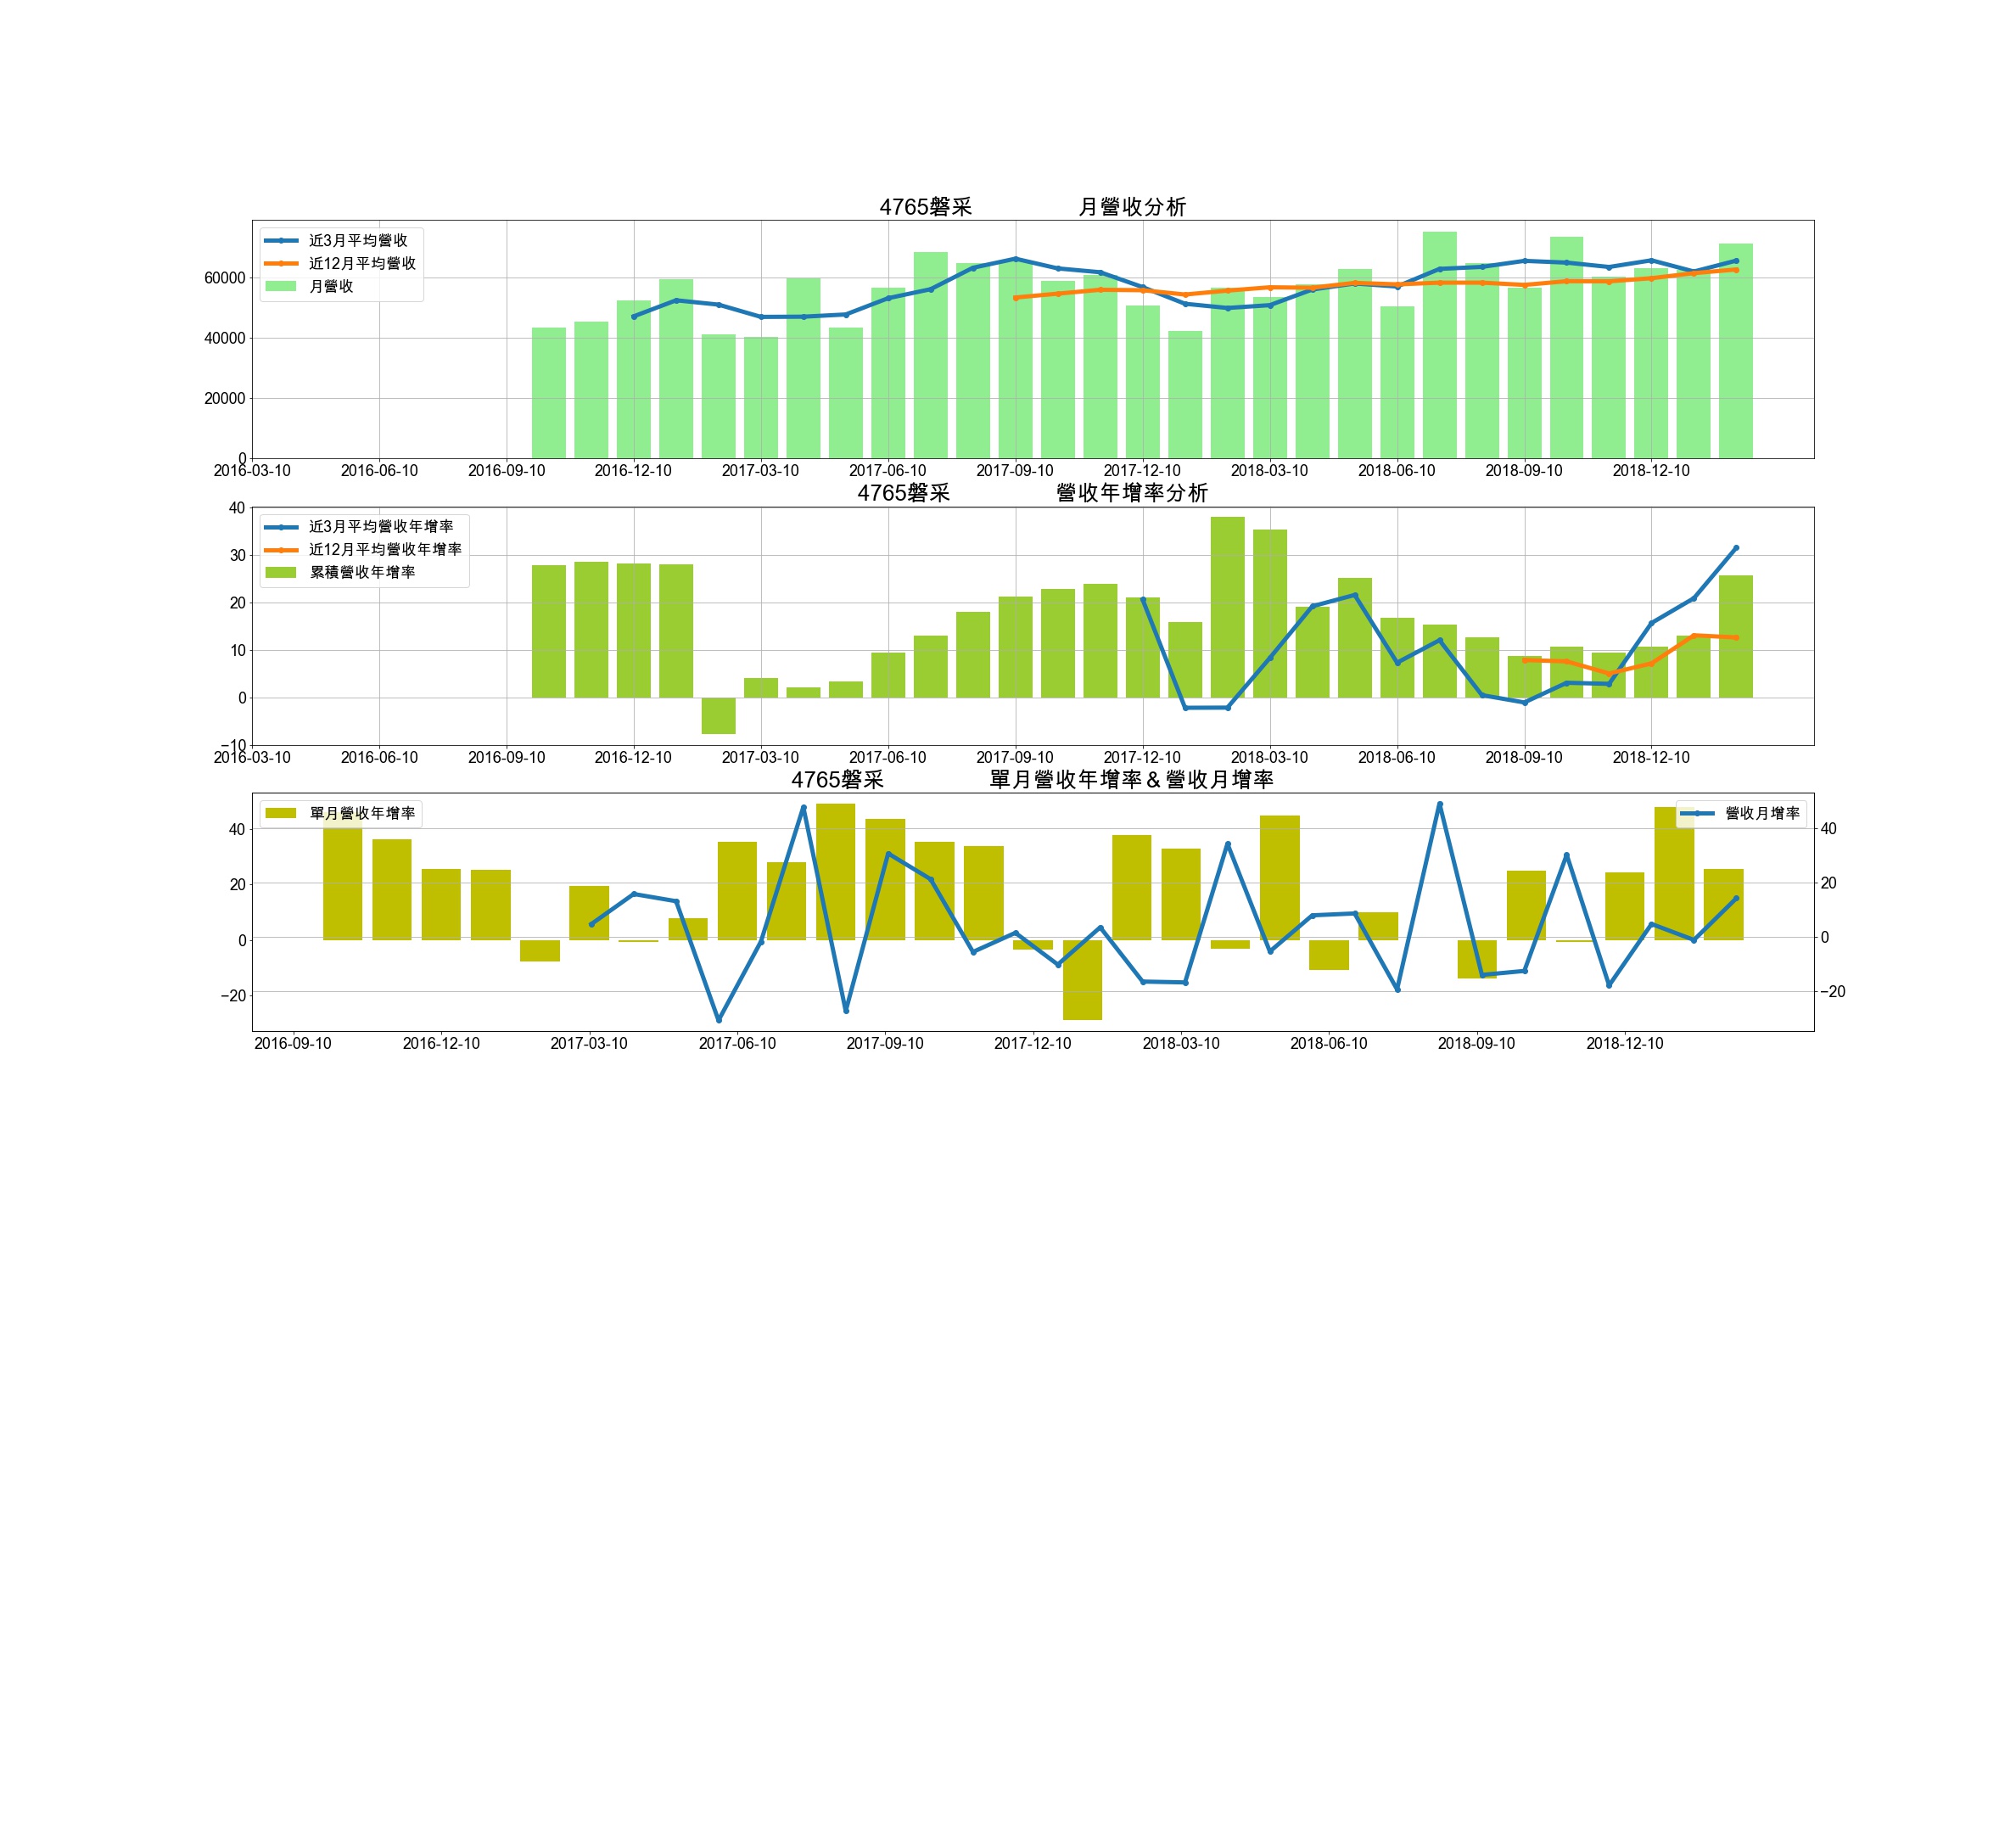 4765磐采 月營收分析
近3月平均營收
近12月平均營收
月營收
60000
40000
20000
0
2016-03-10 2016-06-10 2016-09-10 2016-12-10 2017-03-10 2017-06-10 2017-09-10 2017-12-10 2018-03-10 2018-06-10 2018-09-10 2018-12-10
4765磐采 營收年增率分析
近3月平均營收年增率
近12月平均營收年增率
累積營收年增率
40
30
20
10
0
−10
2016-03-10 2016-06-10 2016-09-10 2016-12-10 2017-03-10 2017-06-10 2017-09-10 2017-12-10 2018-03-10 2018-06-10 2018-09-10 2018-12-10
4765磐采 單月營收年增率＆營收月增率
單月營收年增率 營收月增率
40 40
20 20
0 0
−20 −20
2016-09-10 2016-12-10 2017-03-10 2017-06-10 2017-09-10 2017-12-10 2018-03-10 2018-06-10 2018-09-10 2018-12-10